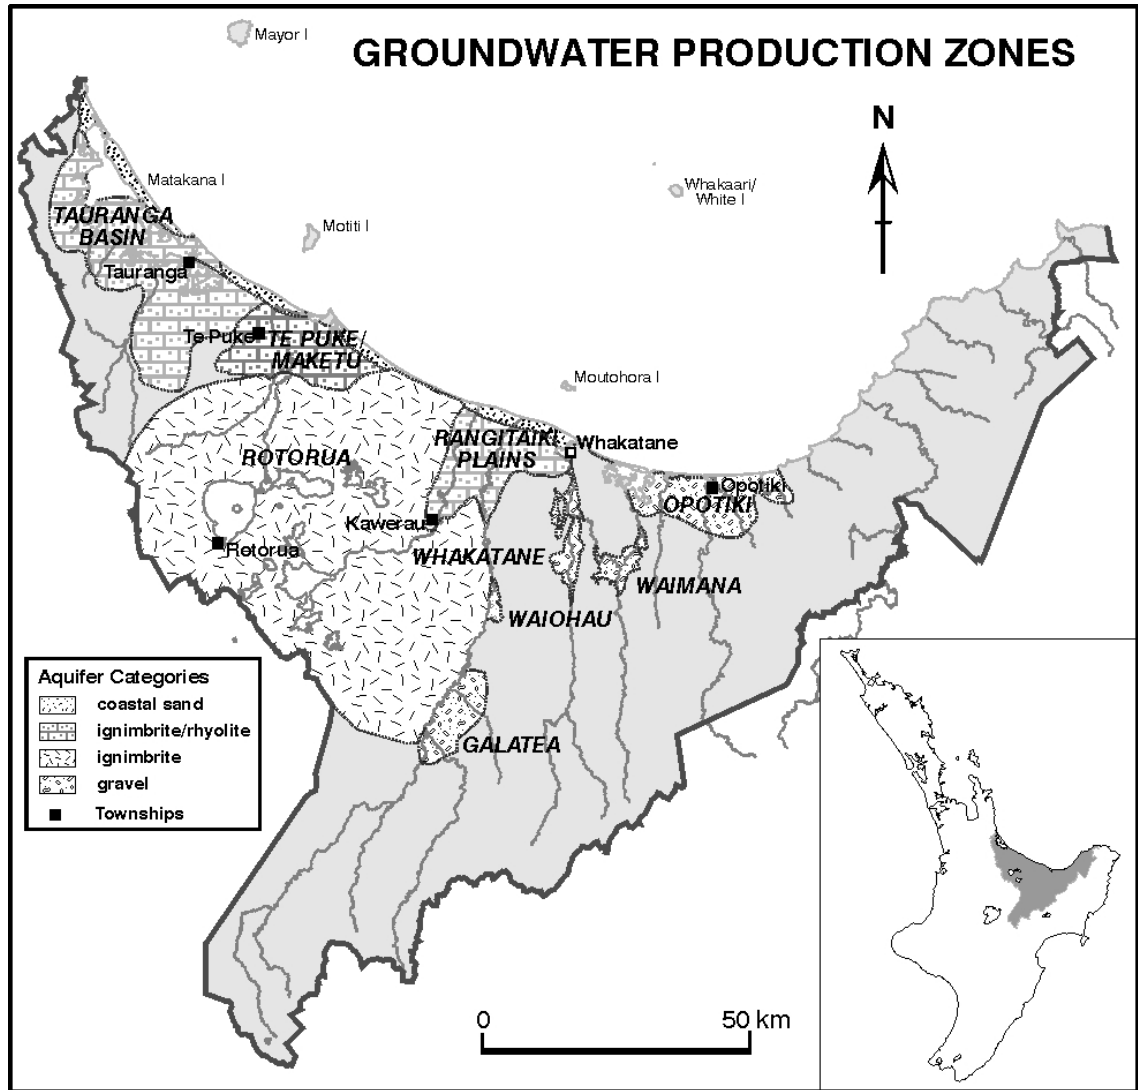 Mayor I
GROUNDWATER PRODUCTION ZONES
N
Matakana I
Whakaari/
White I
TAURANGA
BASIN
Motiti I
Tauranga
Te Puke
TE PUKE/
MAKETU
Moutohora I
RANGITAIKI
PLAINS
Whakatane
ROTORUA
Opotiki
OPOTIKI
Kawerau
Rotorua
WHAKATANE
WAIMANA
WAIOHAU
Aquifer Categories
coastal sand
ignimbrite/rhyolite
ignimbrite
gravel
Townships
GALATEA
0
50 km